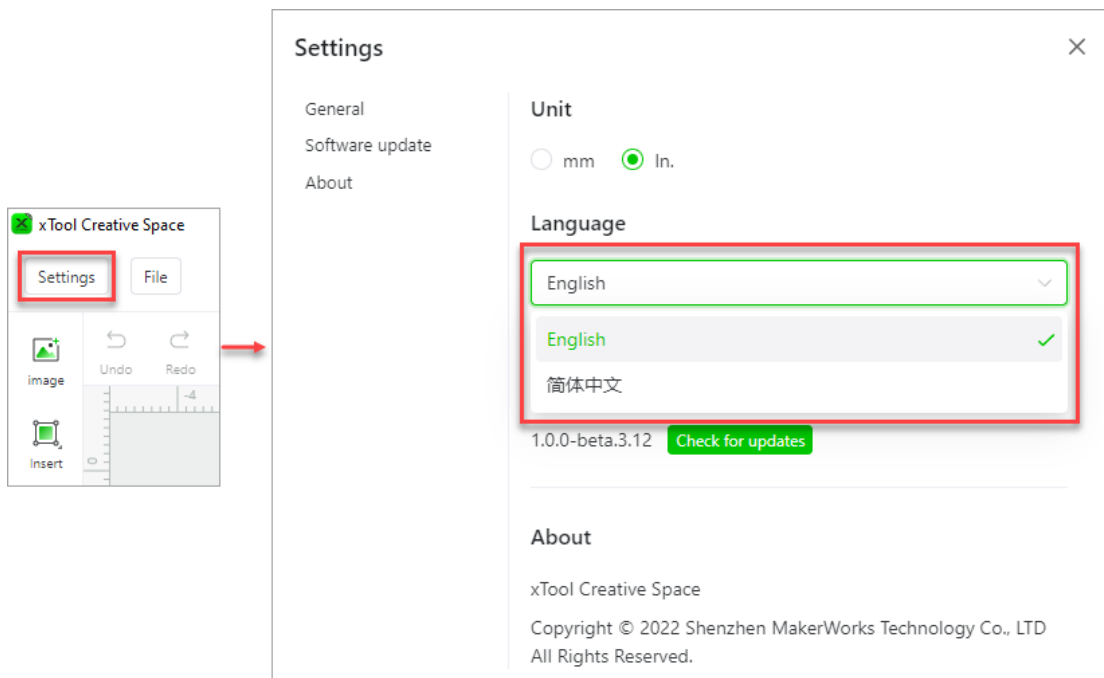 xTool Creative Space
Settings
File
image
Undo
Redo
-4
Insert
0
Settings
General
Software update
About
Unit
mm
In.
Language
English
English
简体中文
1.0.0-beta.3.12
Check for updates
About
xTool Creative Space
Copyright © 2022 Shenzhen MakerWorks Technology Co., LTD
All Rights Reserved.